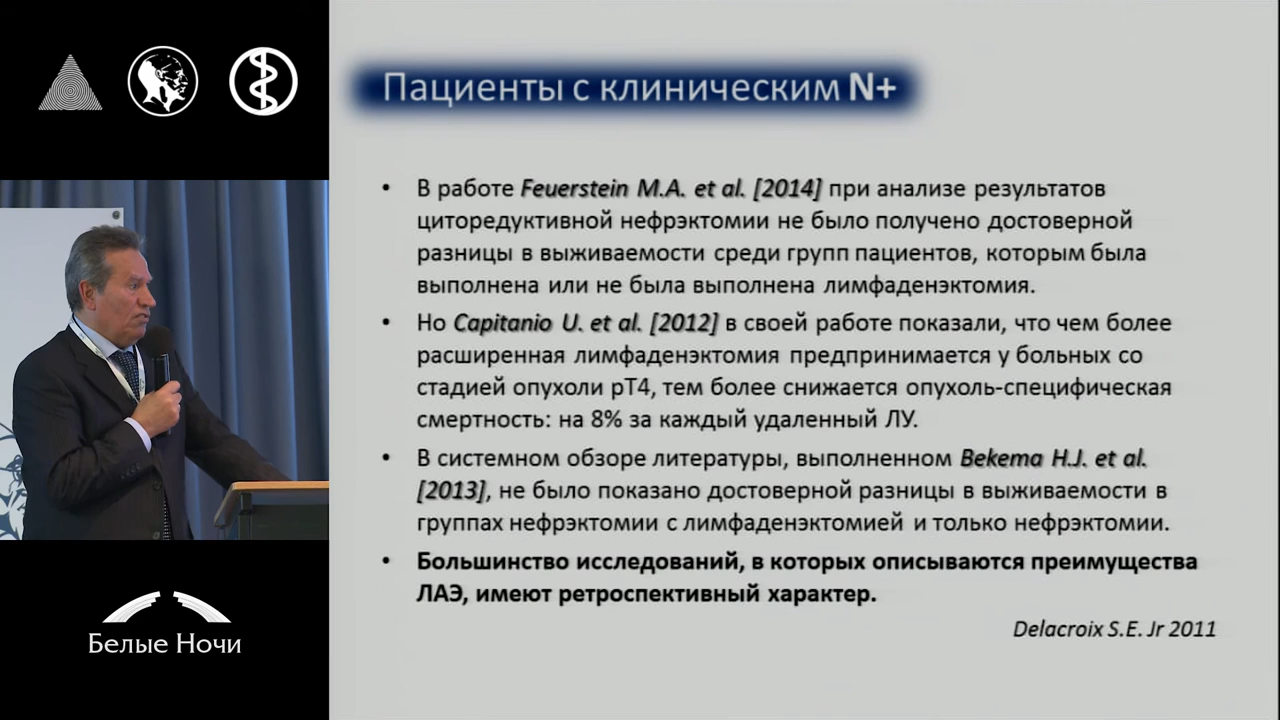 Пациенты с клиническим N+
• В работе Feuerstein M.A. et al. [2014] при анализе результатов
циторедуктивной нефрэктомии не было получено достоверной
разницы в выживаемости среди групп пациентов, которым была
выполнена или не была выполнена лимфаденэктомия.
• Но Capitanio U. et al. [2012] в своей работе показали, что чем более
расширенная лимфаденэктомия предпринимается у больных со
стадией опухоли pT4, тем более снижается опухоль-специфическая
смертность: на 8% за каждый удаленный ЛУ.
• В системном обзоре литературы, выполненном Bekema H.J. et al.
[2013], не было показано достоверной разницы в выживаемости в
группах нефрэктомии с лимфаденэктомией и только нефрэктомии.
• Большинство исследований, в которых описываются преимущества
ЛАЭ, имеют ретроспективный характер.
Delacroix S.E. Jr 2011
Белые Ночи